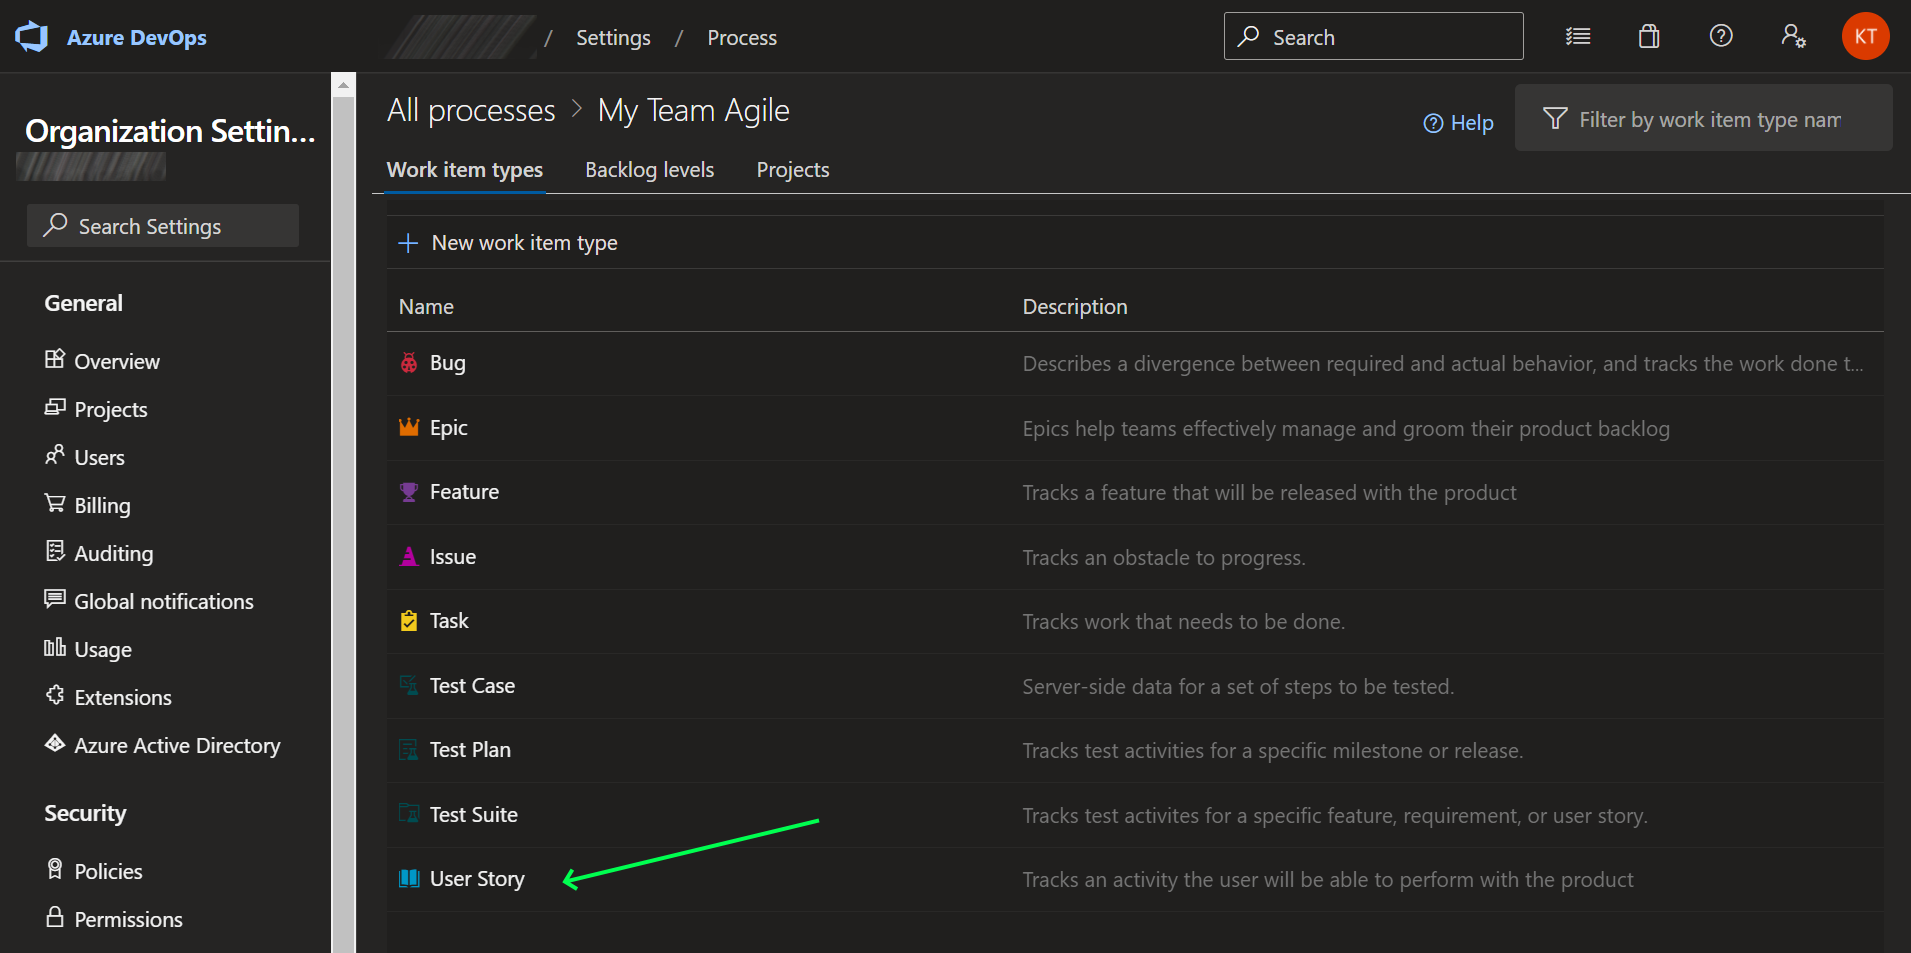 Azure DevOps
/ Settings / Process
Search
KT
Organization Settin...
Search Settings
General
Overview
Projects
Users
Billing
Auditing
Global notifications
Usage
Extensions
Azure Active Directory
Security
Policies
Permissions
All processes > My Team Agile
Help
Filter by work item type nam
Work item types Backlog levels Projects
New work item type
Name Description
Bug Describes a divergence between required and actual behavior, and tracks the work done t...
Epic Epics help teams effectively manage and groom their product backlog
Feature Tracks a feature that will be released with the product
Issue Tracks an obstacle to progress.
Task Tracks work that needs to be done.
Test Case Server-side data for a set of steps to be tested.
Test Plan Tracks test activities for a specific milestone or release.
Test Suite Tracks test activites for a specific feature, requirement, or user story.
User Story Tracks an activity the user will be able to perform with the product